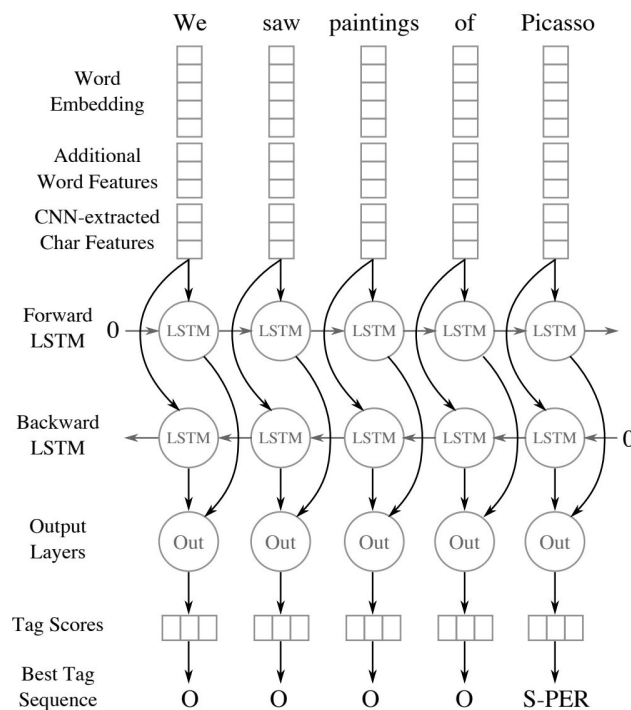 We saw paintings of Picasso
Word
Embedding
Additional
Word Features
CNN-extracted
Char Features
Forward
LSTM
0 LSTM LSTM LSTM LSTM LSTM
Backward
LSTM
LSTM LSTM LSTM LSTM LSTM 0
Output
Layers
Out Out Out Out Out
Tag Scores
Best Tag
Sequence
O O O O S-PER